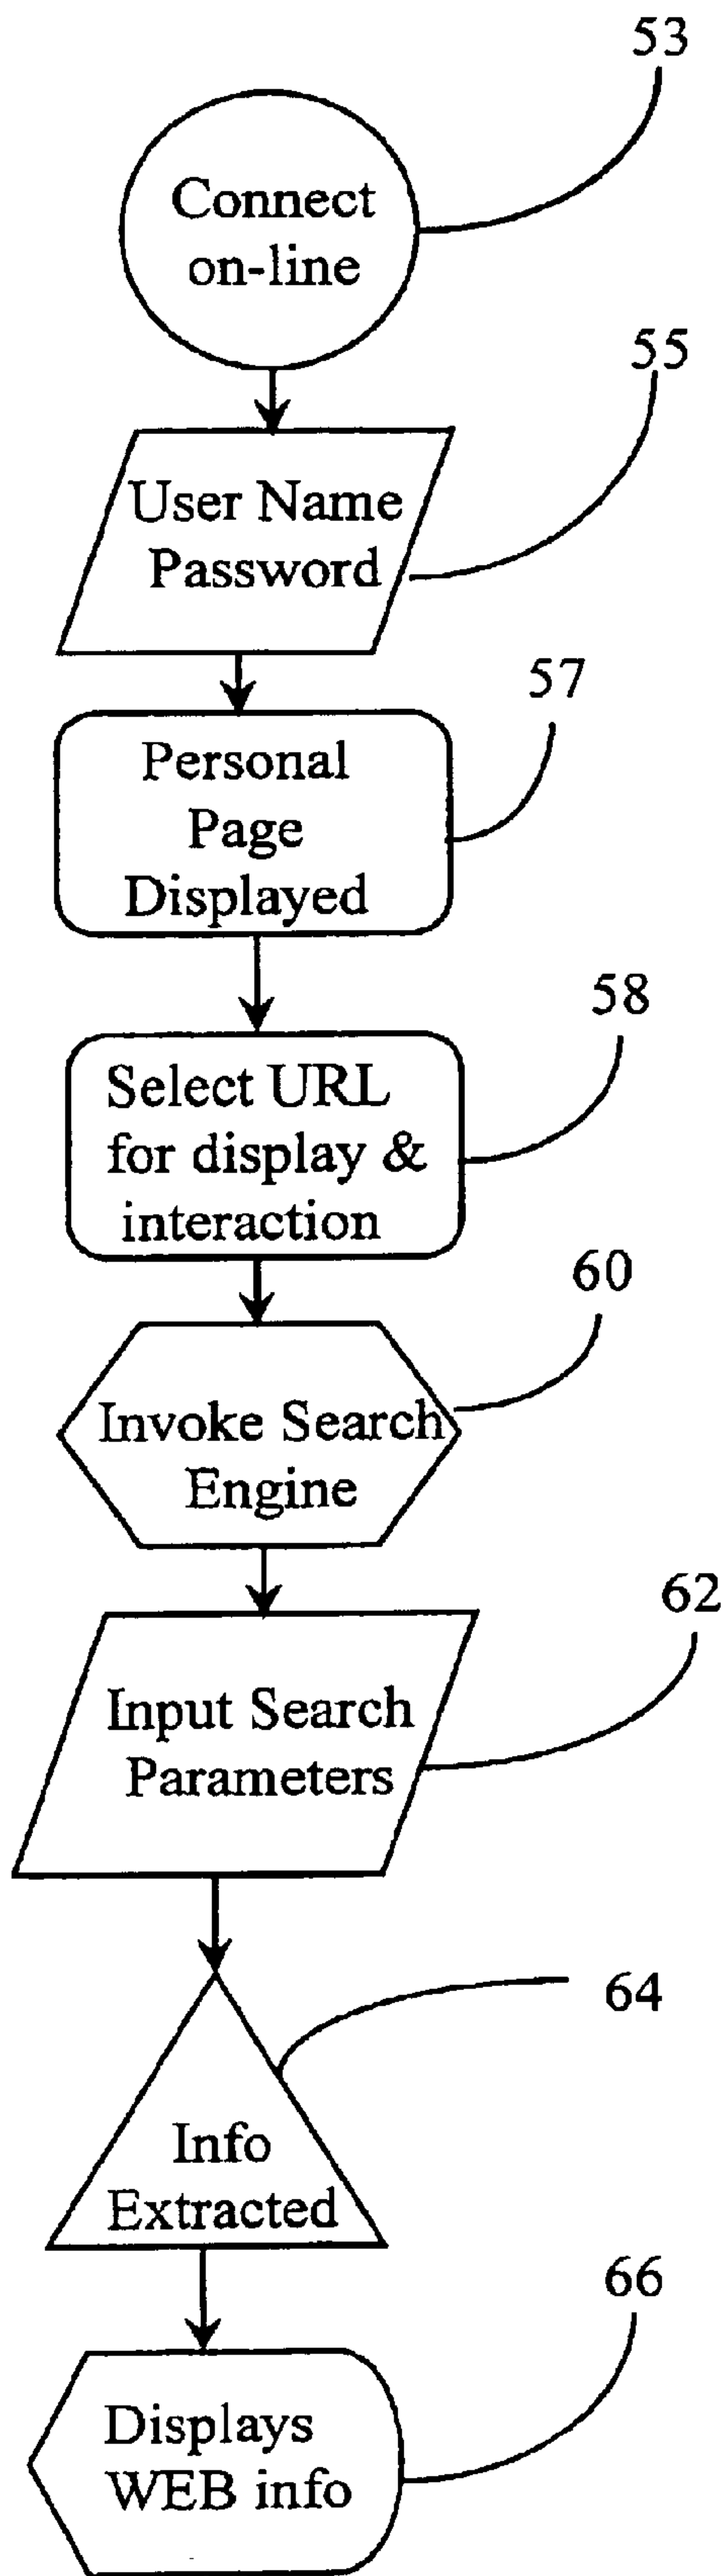 53
Connect
on-line
55
User Name
Password
57
Personal
Page
Displayed
58
Select URL
for display &
interaction
60
Invoke Search
Engine
62
Input Search
Parameters
64
Info
Extracted
66
Displays
WEB info